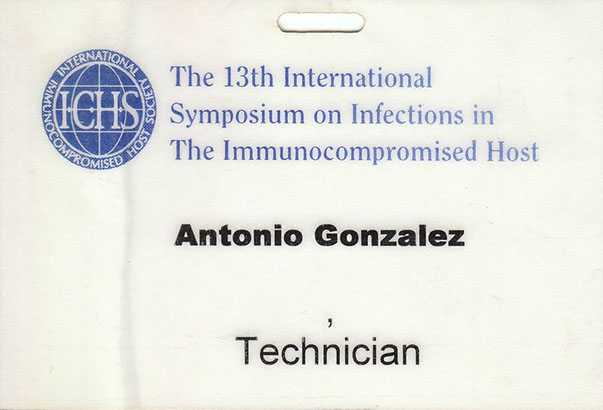 INTERNATIONAL IMMUNOCOMPROMISED HOST SOCIETY
ICHS
The 13th International
Symposium on Infections in
The Immunocompromised Host
Antonio Gonzalez
,
Technician